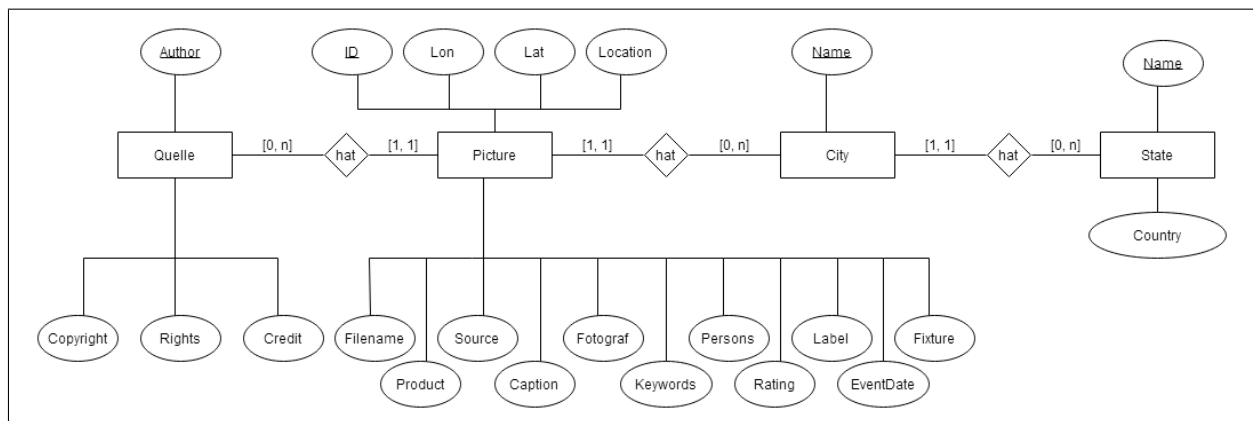 Author
ID
Lon
Lat
Location
Name
Name
Quelle
[0, n]
hat
[1, 1]
Picture
[1, 1]
hat
[0, n]
City
[1, 1]
hat
[0, n]
State
Country
Copyright
Rights
Credit
Filename
Source
Fotograf
Persons
Label
Fixture
Product
Caption
Keywords
Rating
EventDate